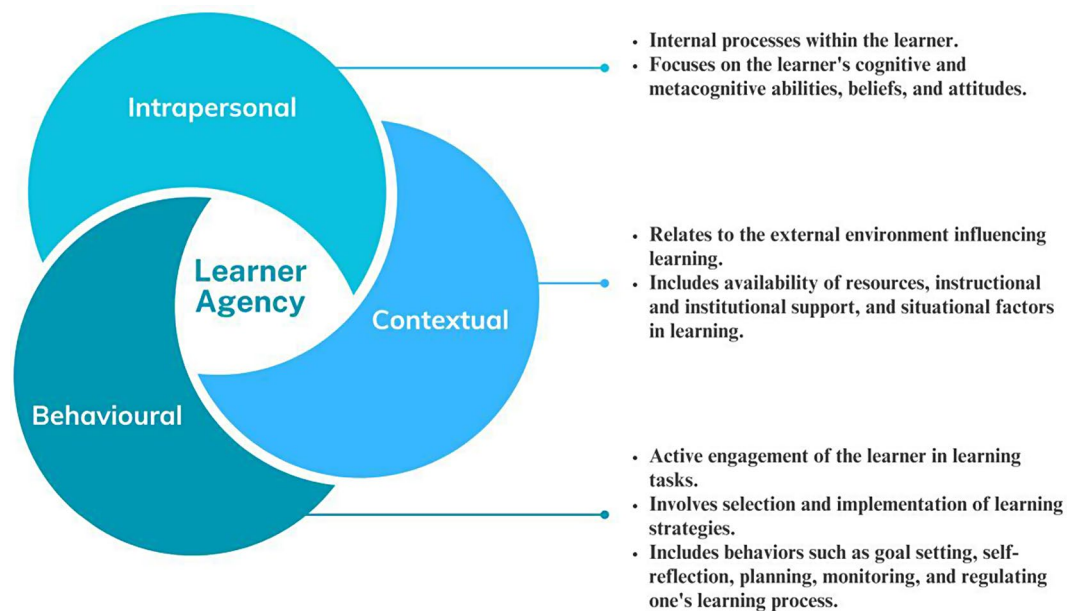 Intrapersonal
• Internal processes within the learner.
• Focuses on the learner's cognitive and
metacognitive abilities, beliefs, and attitudes.
Learner
Agency
Contextual
• Relates to the external environment influencing
learning.
• Includes availability of resources, instructional
and institutional support, and situational factors
in learning.
Behavioural
• Active engagement of the learner in learning
tasks.
• Involves selection and implementation of learning
strategies.
• Includes behaviors such as goal setting, self-
reflection, planning, monitoring, and regulating
one's learning process.